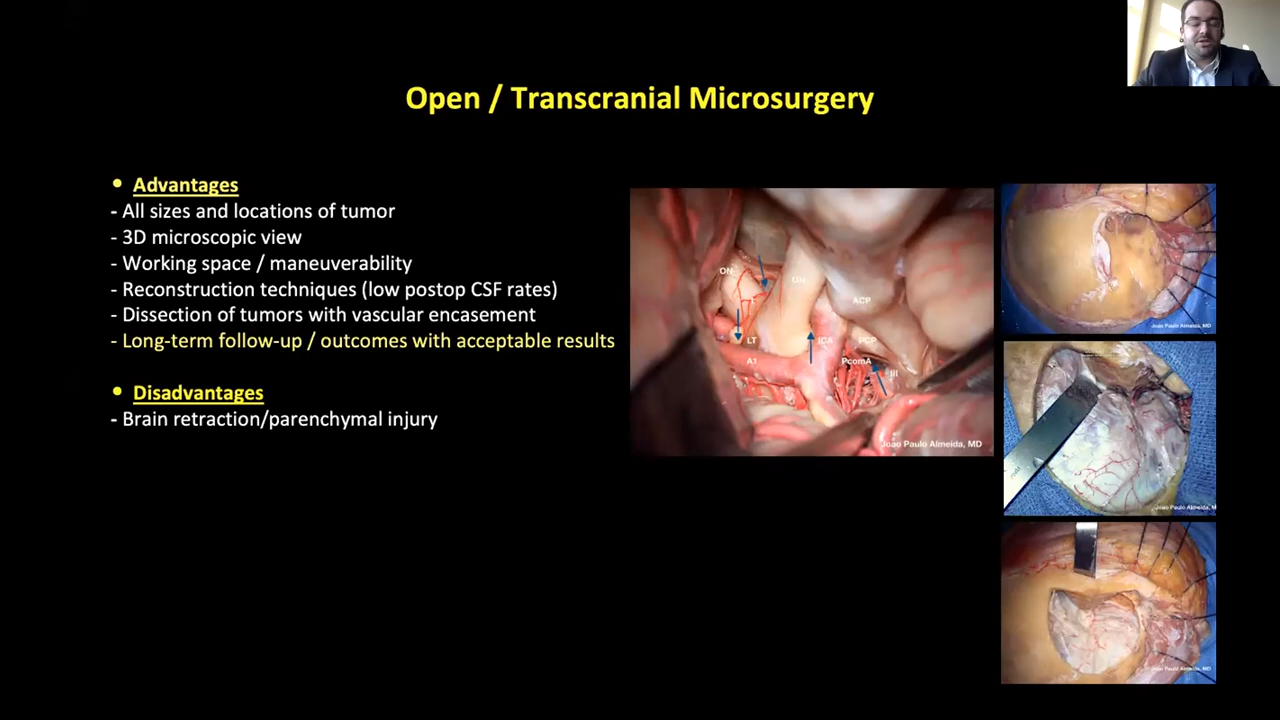 Open / Transcranial Microsurgery
• Advantages
- All sizes and locations of tumor
- 3D microscopic view
- Working space / maneuverability
- Reconstruction techniques (low postop CSF rates)
- Dissection of tumors with vascular encasement
- Long-term follow-up / outcomes with acceptable results
• Disadvantages
- Brain retraction/parenchymal injury
ON
ON
ACP
LT
ICA
PCP
A1
PcomA
III
Joao Paulo Almeida, MD
Joao Paulo Almeida, MD
Joao Paulo Almeida, M
Joao Paulo Almeida, MD